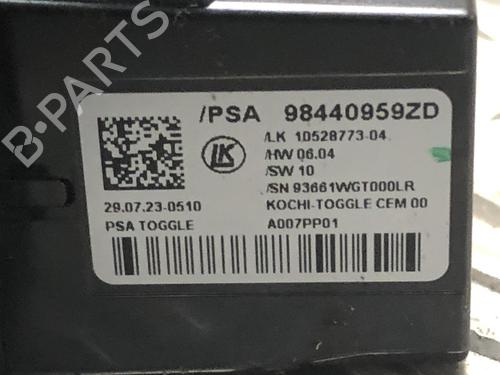 /PSA 98440959ZD
LK
/LK 10528773-04
/HW 06.04
/SW 10
/SN 93661WGT000LR
29.07.23-0510 KOCHI-TOGGLE CEM 00
PSA TOGGLE A007PP01
B-PARTS